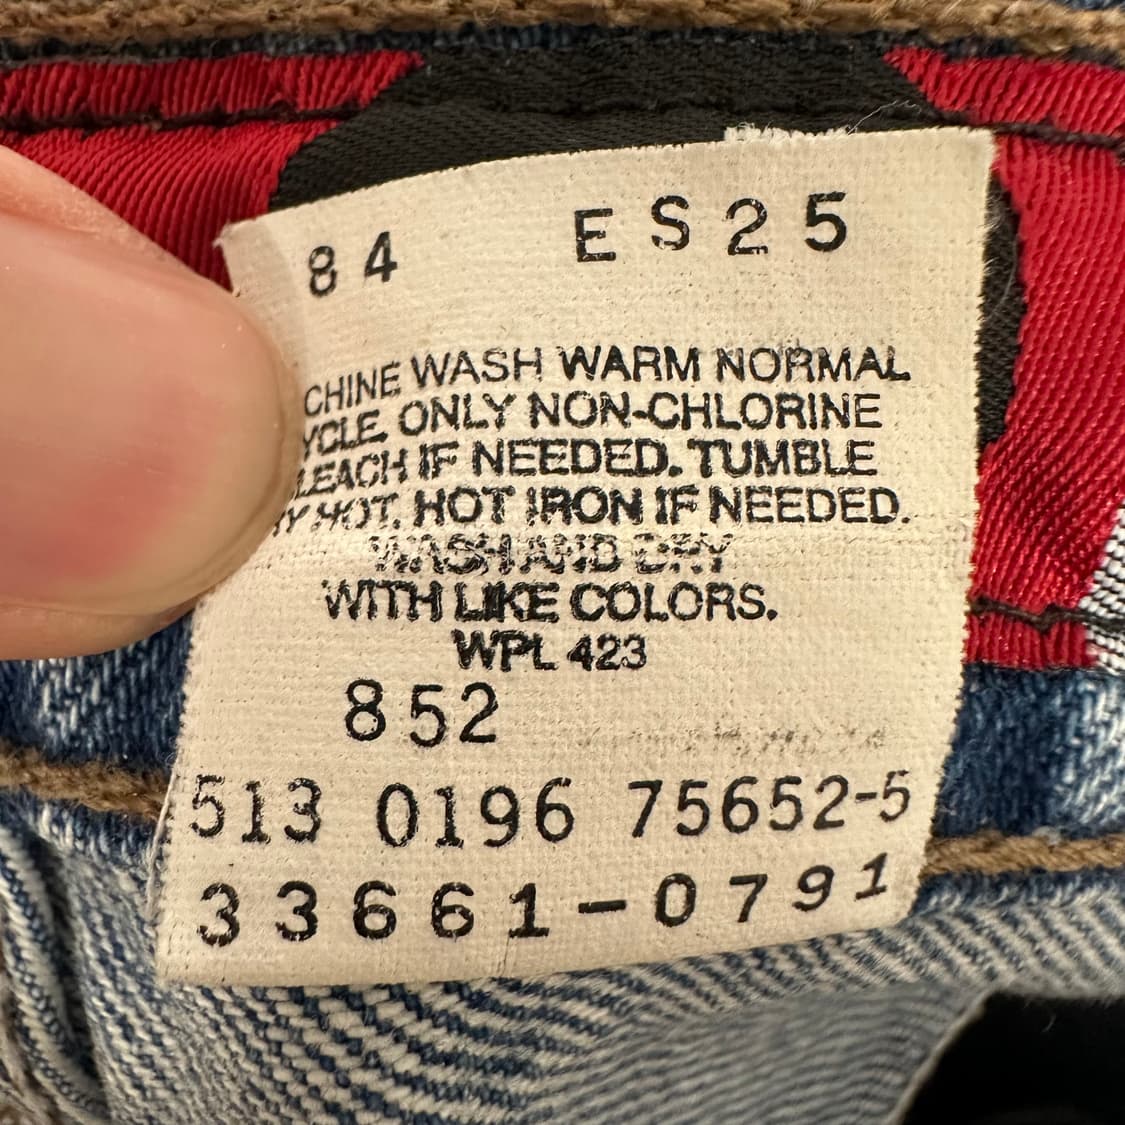 84 ES25
CHINE WASH WARM NORMAL
YCLE. ONLY NON-CHLORINE
LEACH IF NEEDED. TUMBLE
Y HOT. HOT IRON IF NEEDED.
WASH AND DRY
WITH LIKE COLORS.
WPL 423
852
513 0196 75652-5
33661-0791